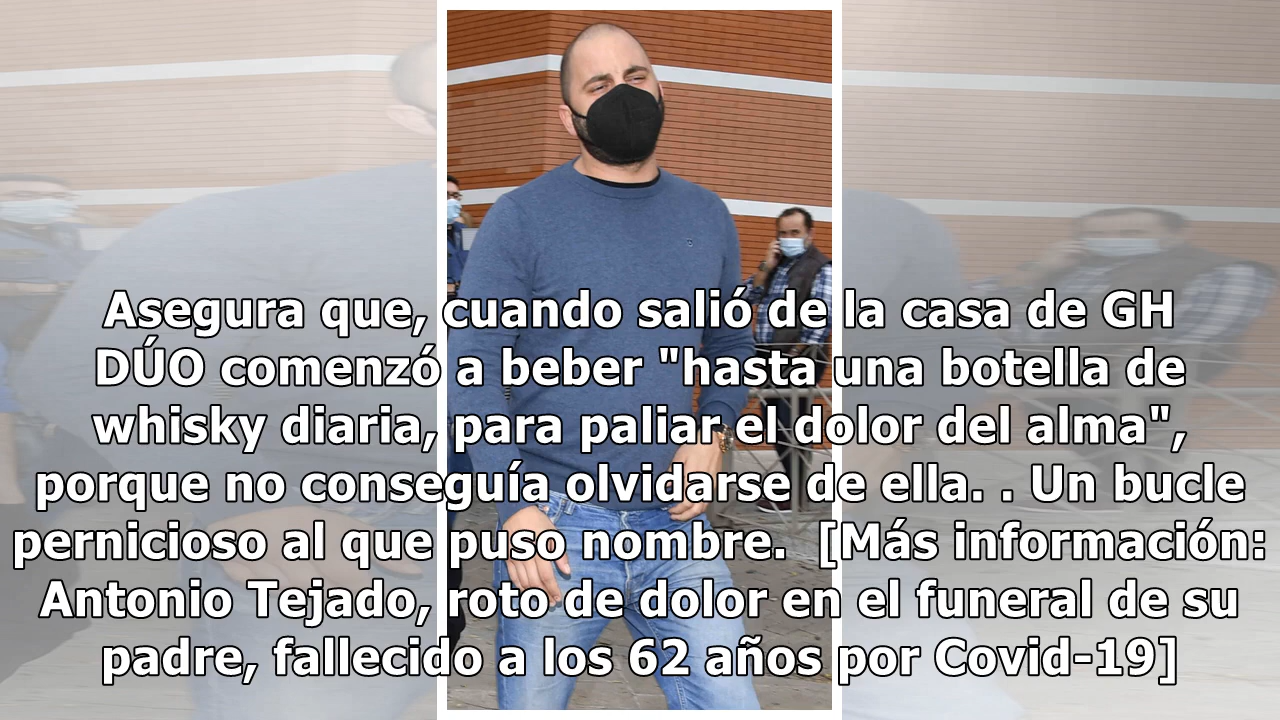 Asegura que, cuando salió de la casa de GH
DÚO comenzó a beber "hasta una botella de
whisky diaria, para paliar el dolor del alma",
porque no conseguía olvidarse de ella. . Un bucle
pernicioso al que puso nombre.  [Más información:
Antonio Tejado, roto de dolor en el funeral de su
padre, fallecido a los 62 años por Covid-19]